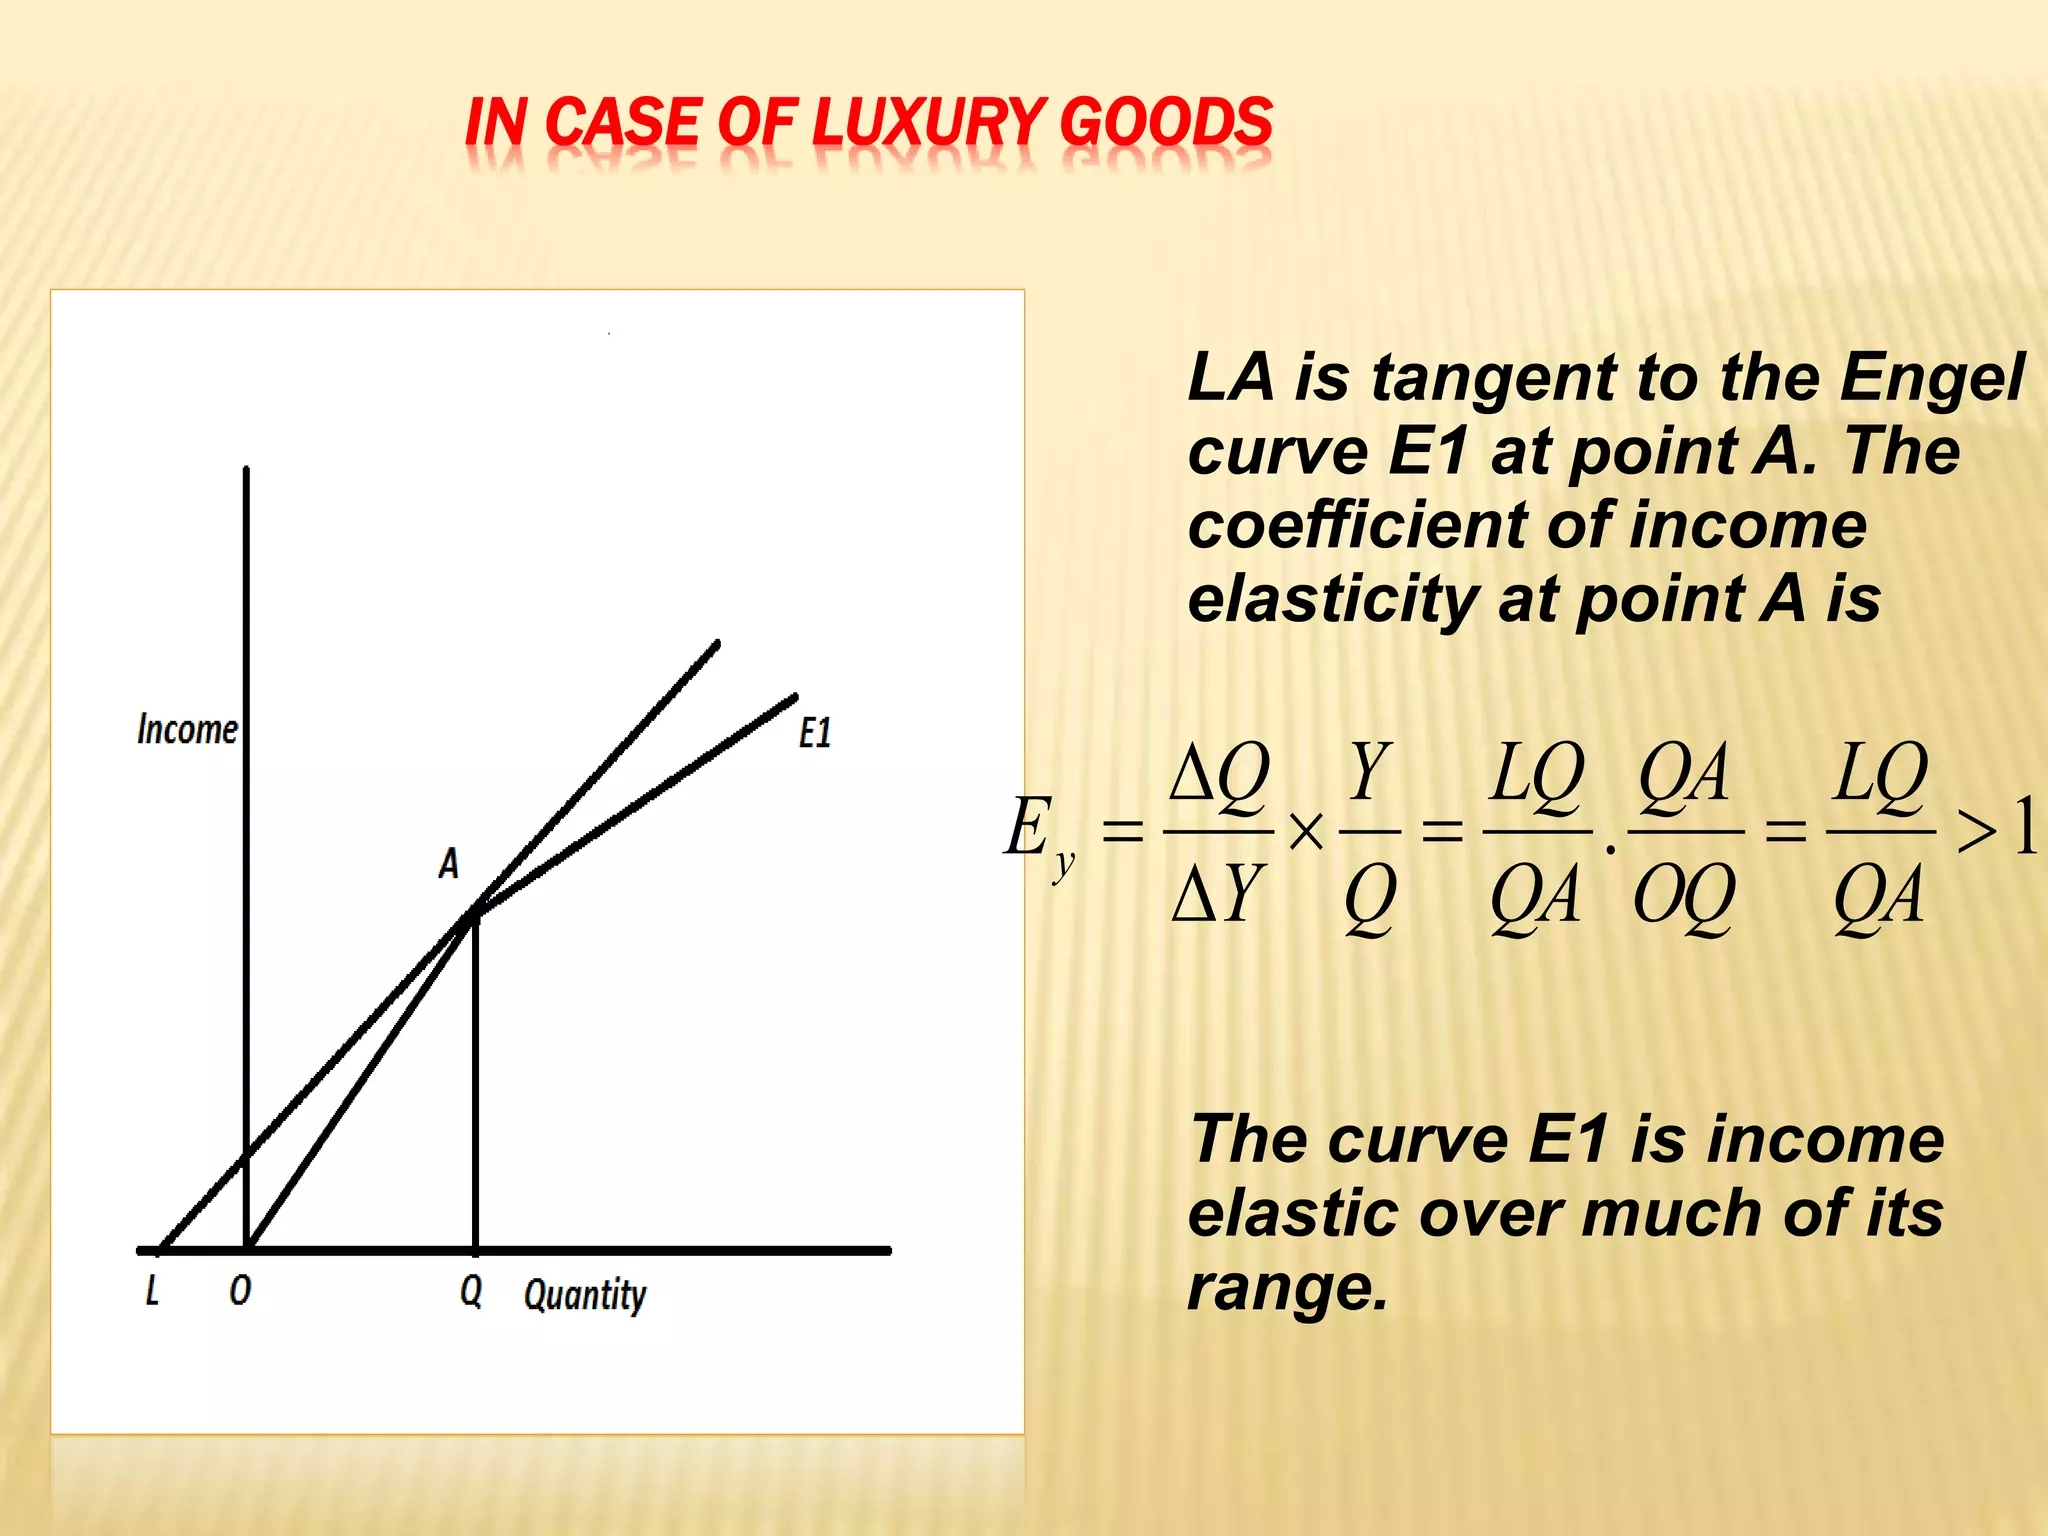 IN CASE OF LUXURY GOODS
Income
E1
A
L O Q Quantity
LA is tangent to the Engel
curve E1 at point A. The
coefficient of income
elasticity at point A is
E_y = ΔQ/ΔY × Y/Q = LQ/QA . QA/OQ = LQ/QA > 1
The curve E1 is income
elastic over much of its
range.